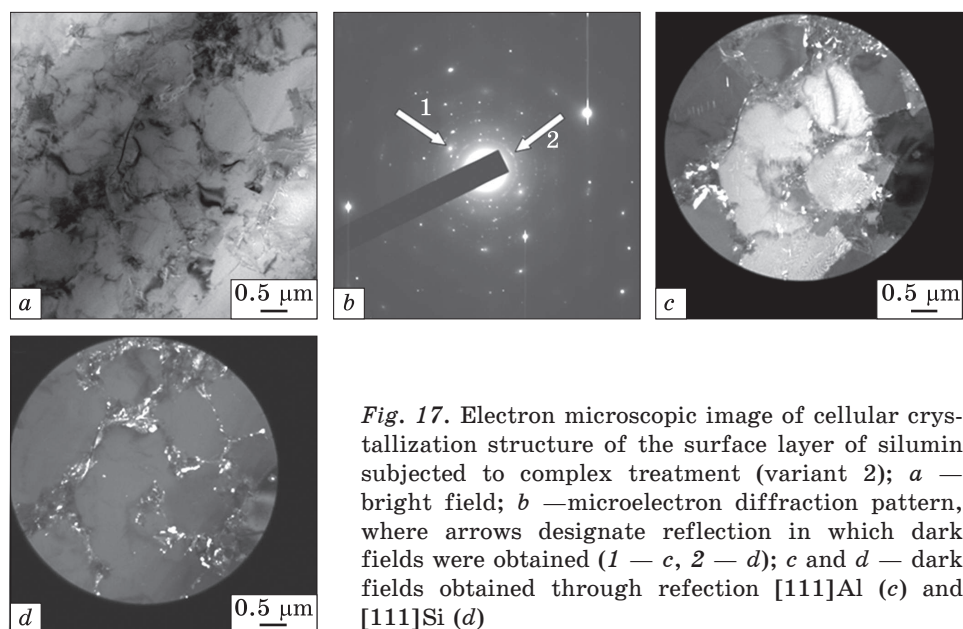 1
2
0.5 μm
a
b
0.5 μm
c
0.5 μm
d
Fig. 17. Electron microscopic image of cellular crys-
tallization structure of the surface layer of silumin
subjected to complex treatment (variant 2); a —
bright field; b —microelectron diffraction pattern,
where arrows designate reflection in which dark
fields were obtained (1 — c, 2 — d); c and d — dark
fields obtained through refection [111]Al (c) and
[111]Si (d)